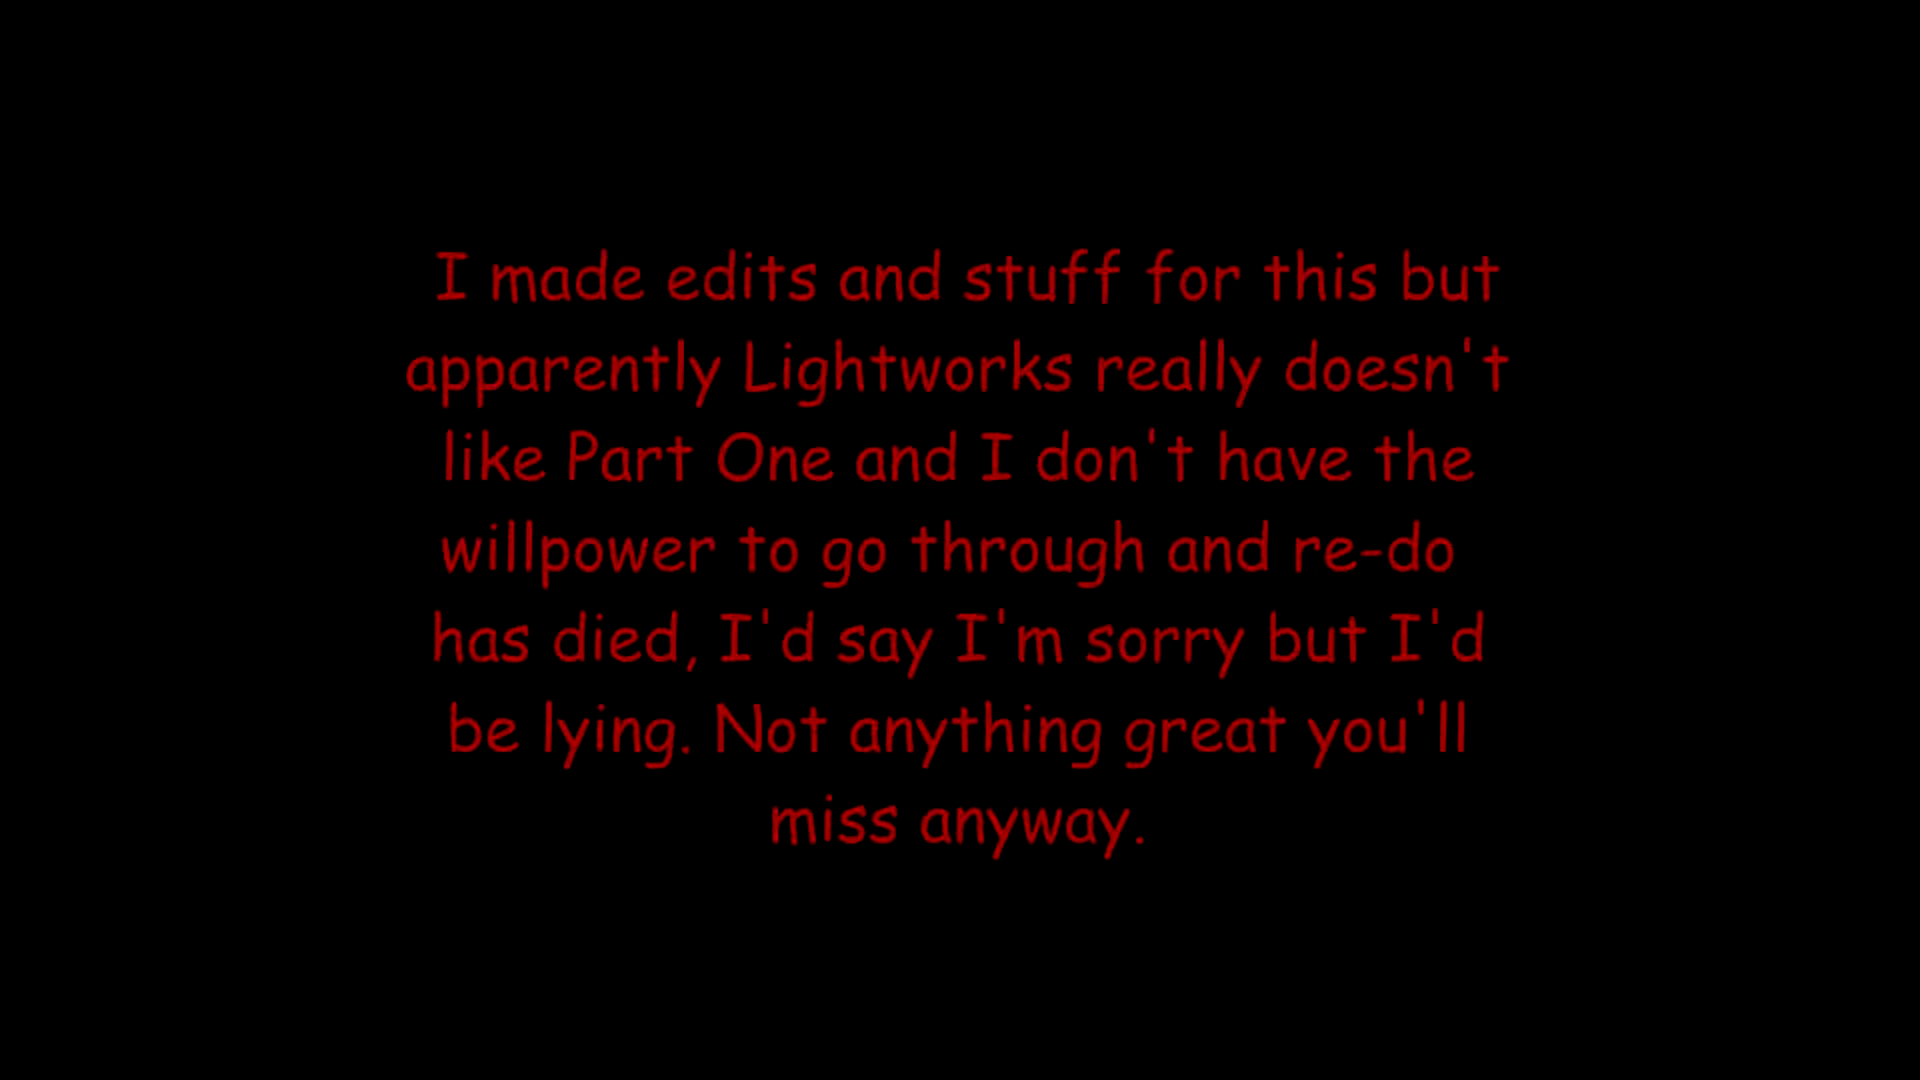 I made edits and stuff for this but
apparently Lightworks really doesn't
like Part One and I don't have the
willpower to go through and re-do
has died, I'd say I'm sorry but I'd
be lying. Not anything great you'll
miss anyway.